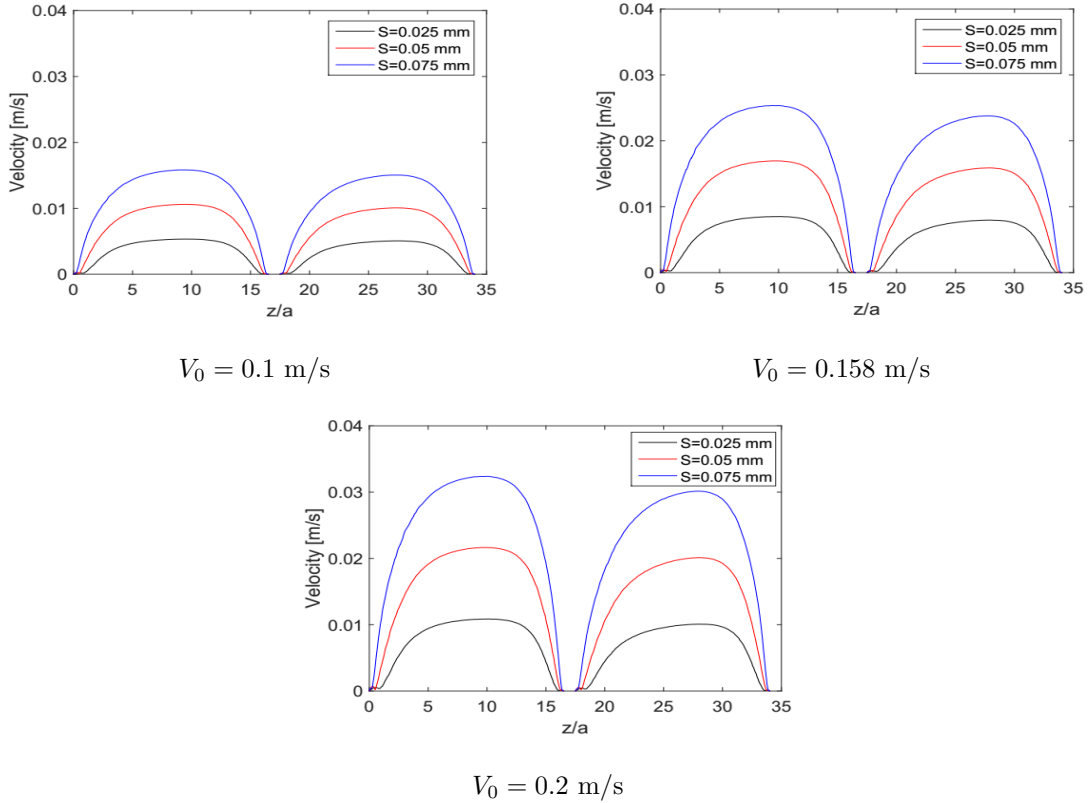 0.04
0.03
0.02
0.01
0
Velocity [m/s]
S=0.025 mm
S=0.05 mm
S=0.075 mm
0 5 10 15 20 25 30 35
z/a
V₀ = 0.1 m/s
0.04
0.03
0.02
0.01
0
Velocity [m/s]
S=0.025 mm
S=0.05 mm
S=0.075 mm
0 5 10 15 20 25 30 35
z/a
V₀ = 0.158 m/s
0.04
0.03
0.02
0.01
0
Velocity [m/s]
S=0.025 mm
S=0.05 mm
S=0.075 mm
0 5 10 15 20 25 30 35
z/a
V₀ = 0.2 m/s